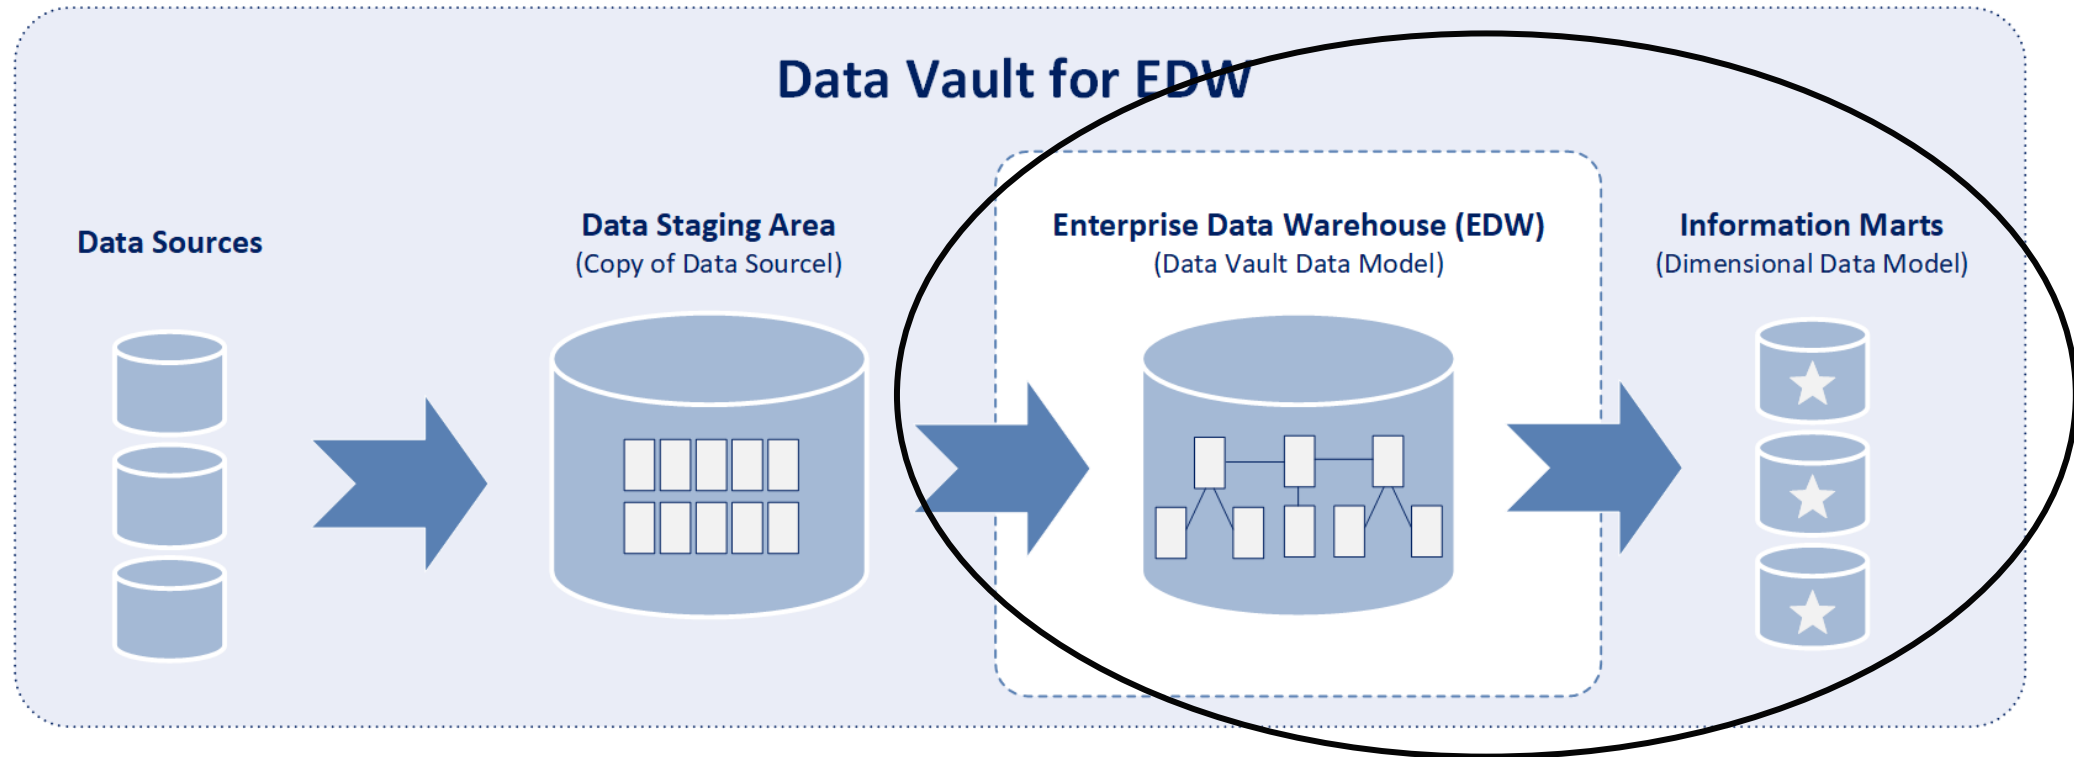 Data Vault for EDW
Data Sources
Data Staging Area
(Copy of Data Sourcel)
Enterprise Data Warehouse (EDW)
(Data Vault Data Model)
Information Marts
(Dimensional Data Model)